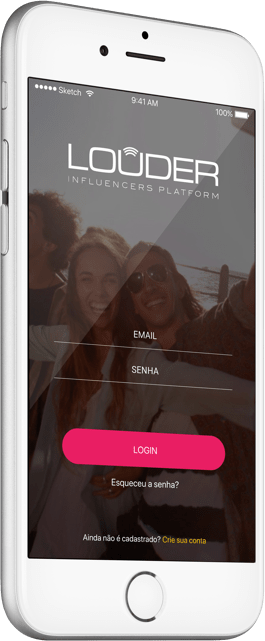 Sketch
9:41 AM
100%
LOUDER
INFLUENCERS PLATFORM
EMAIL
SENHA
LOGIN
Esqueceu a senha?
Ainda não é cadastrado? Crie sua conta